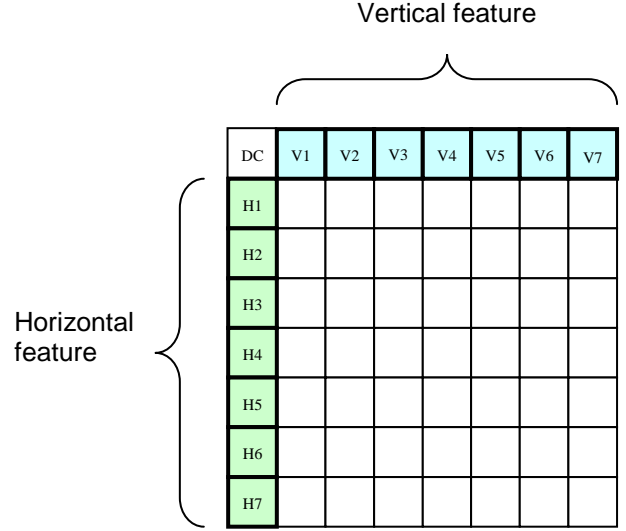 Vertical feature
DC V1 V2 V3 V4 V5 V6 V7
H1
H2
H3
Horizontal
feature
H4
H5
H6
H7